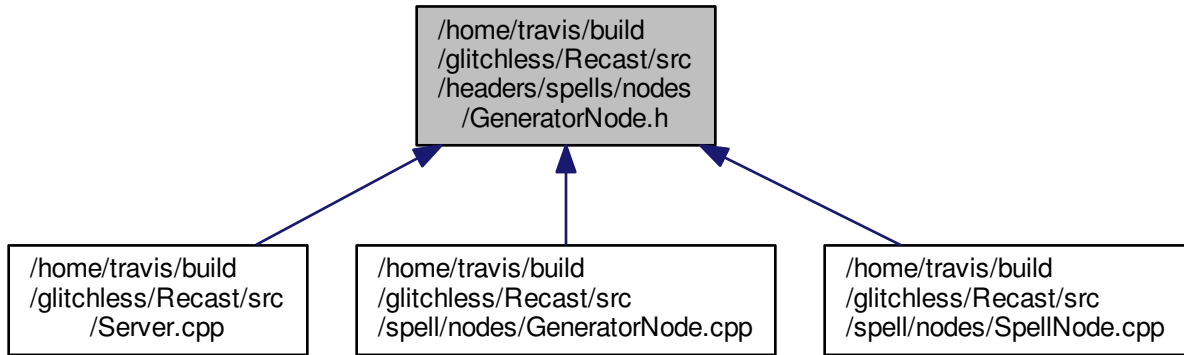 /home/travis/build
/glitchless/Recast/src
/headers/spells/nodes
/GeneratorNode.h
/home/travis/build
/glitchless/Recast/src
/Server.cpp
/home/travis/build
/glitchless/Recast/src
/spell/nodes/GeneratorNode.cpp
/home/travis/build
/glitchless/Recast/src
/spell/nodes/SpellNode.cpp